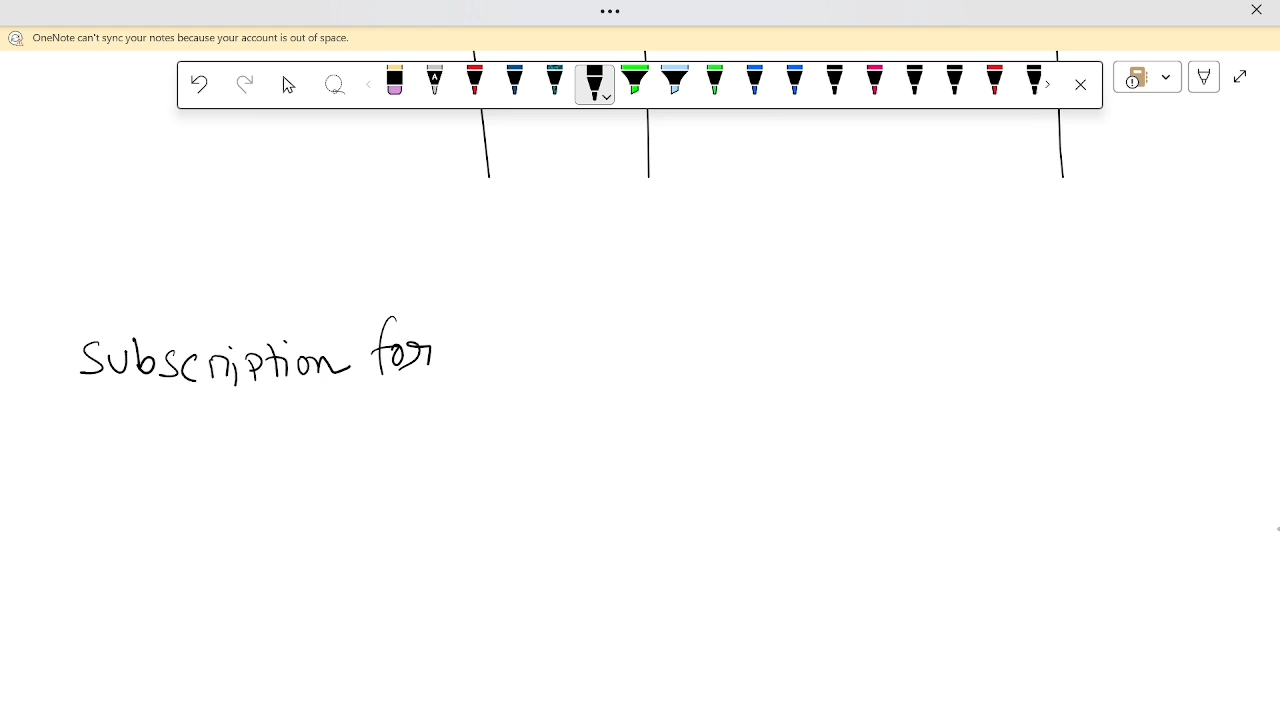 OneNote can't sync your notes because your account is out of space.
subscription for